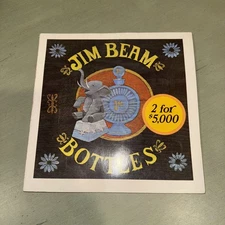 JIM BEAM
2 for
$5,000
BOTTLES